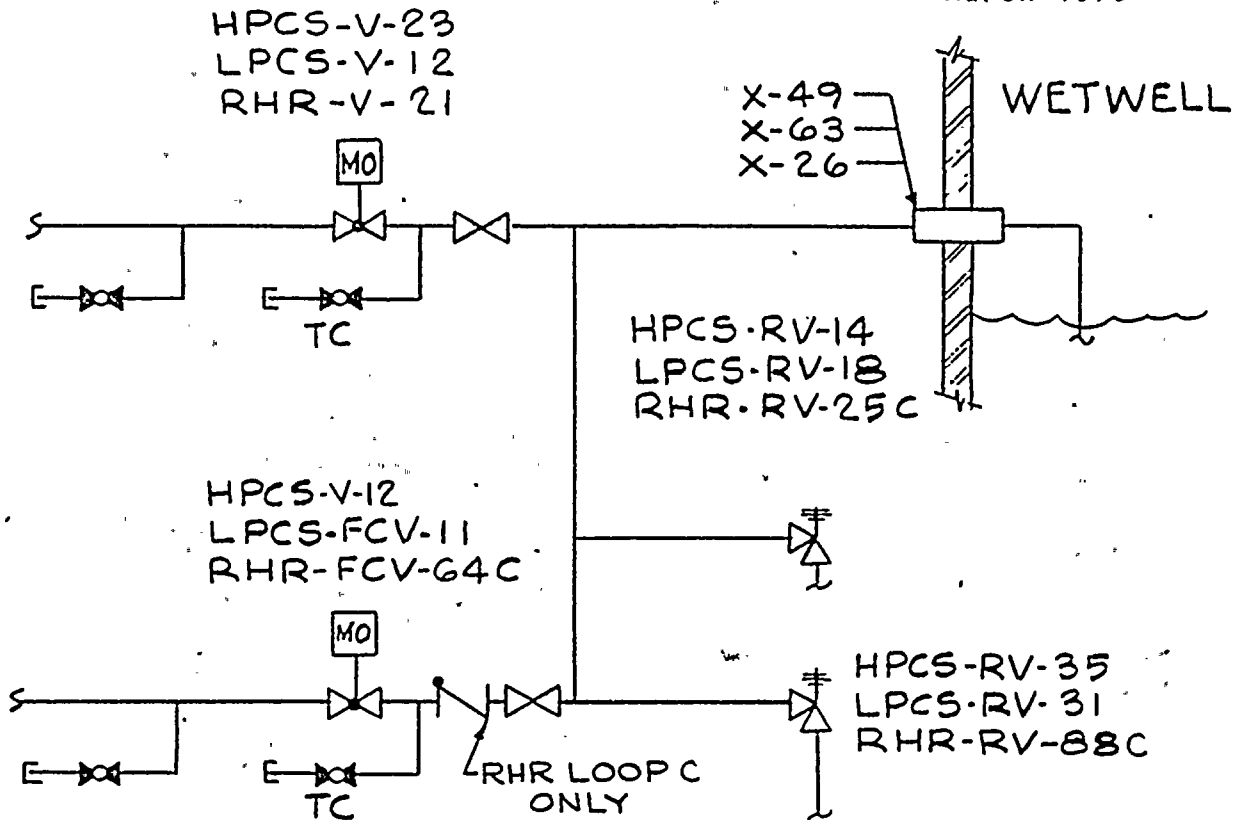 HPCS-V-23
LPCS-V-12
RHR-V-21
MO
X-49
X-63
X-26
WETWELL
TC
HPCS-RV-14
LPCS-RV-18
RHR-RV-25C
HPCS-V-12
LPCS-FCV-11
RHR-FCV-64C
MO
HPCS-RV-35
LPCS-RV-31
RHR-RV-88C
RHR LOOP C
ONLY
TC